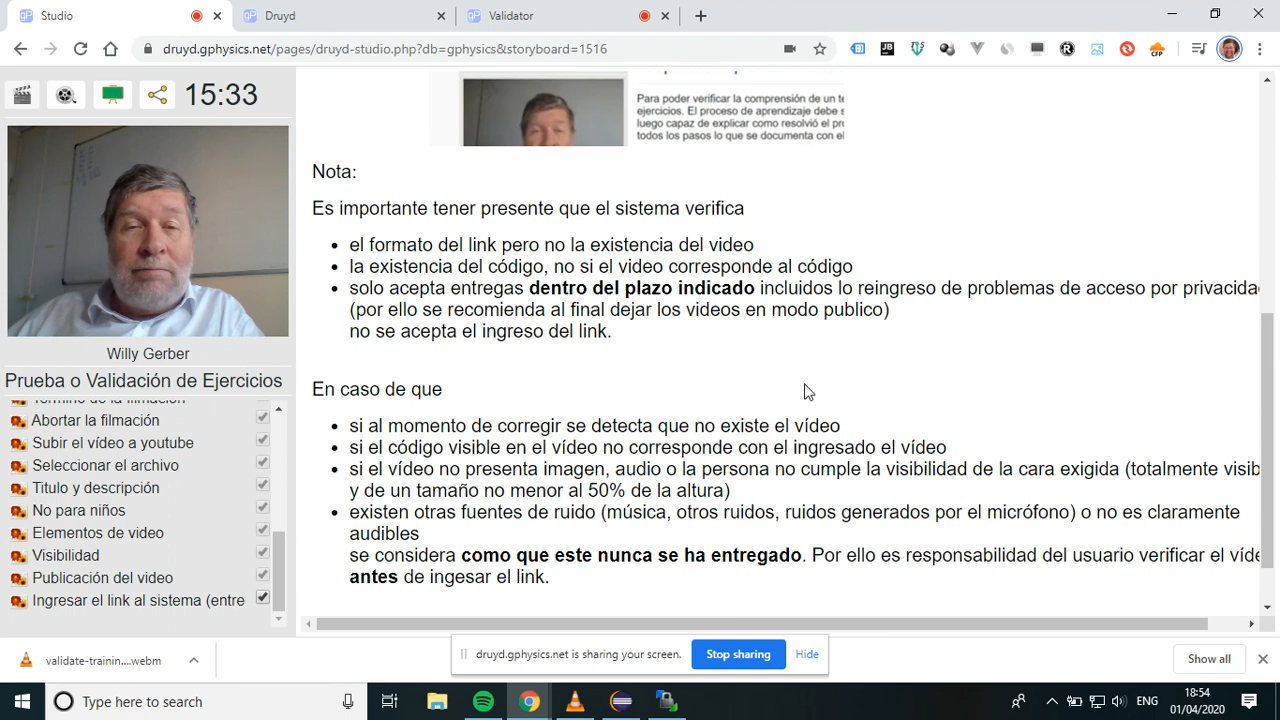 Studio
Druyd
Validator
druyd.gphysics.net/pages/druyd-studio.php?db=gphysics&storyboard=1516
15:33
Willy Gerber
Prueba o Validación de Ejercicios
Termino de la filmación
Abortar la filmación
Subir el vídeo a youtube
Seleccionar el archivo
Titulo y descripción
No para niños
Elementos de video
Visibilidad
Publicación del video
Ingresar el link al sistema (entre
Para poder verificar la comprensión de un te
ejercicios. El proceso de aprendizaje debe s
luego capaz de explicar como resolvió el pro
todos los pasos lo que se documenta con el
Nota:
Es importante tener presente que el sistema verifica
• el formato del link pero no la existencia del video
• la existencia del código, no si el video corresponde al código
• solo acepta entregas dentro del plazo indicado incluidos lo reingreso de problemas de acceso por privacida
(por ello se recomienda al final dejar los videos en modo publico)
no se acepta el ingreso del link.
En caso de que
• si al momento de corregir se detecta que no existe el vídeo
• si el código visible en el vídeo no corresponde con el ingresado el vídeo
• si el vídeo no presenta imagen, audio o la persona no cumple la visibilidad de la cara exigida (totalmente visib
y de un tamaño no menor al 50% de la altura)
• existen otras fuentes de ruido (música, otros ruidos, ruidos generados por el micrófono) o no es claramente
audibles
se considera como que este nunca se ha entregado. Por ello es responsabilidad del usuario verificar el víde
antes de ingesar el link.
druyd.gphysics.net is sharing your screen.
Stop sharing
Hide
validate-trainin....webm
Show all
Type here to search
ENG
18:54
01/04/2020